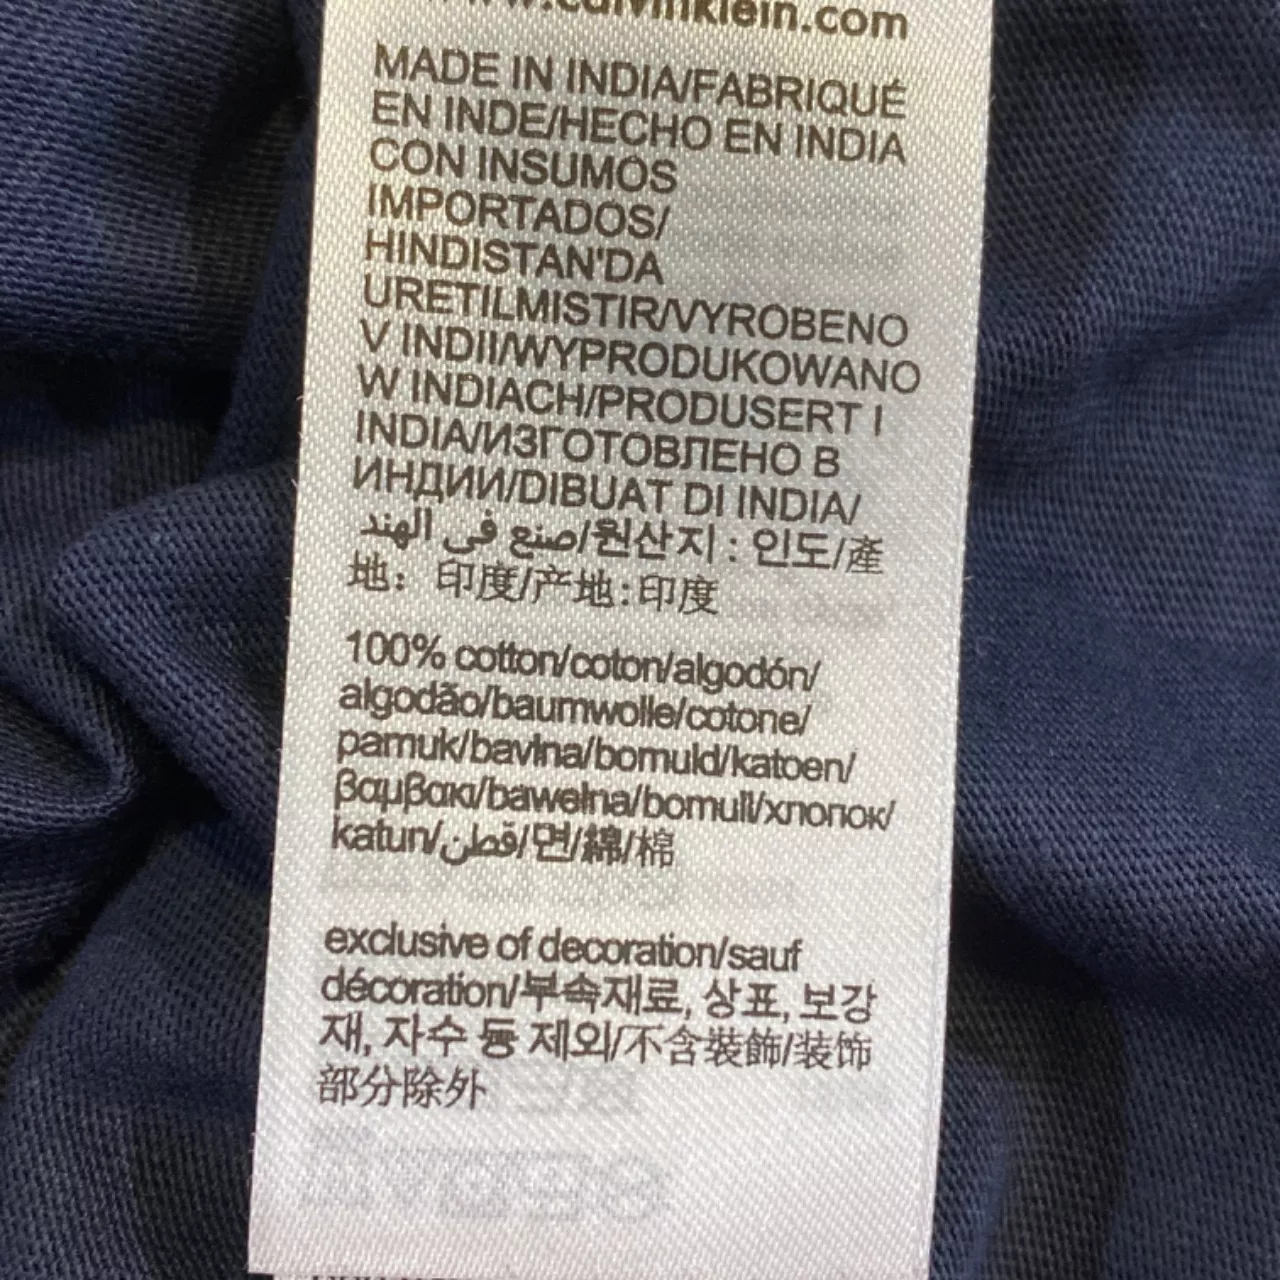 www.calvinklein.com
MADE IN INDIA/FABRIQUÉ
EN INDE/HECHO EN INDIA
CON INSUMOS
IMPORTADOS/
HINDISTAN'DA
URETILMISTIR/VYROBENO
V INDII/WYPRODUKOWANO
W INDIACH/PRODUSERT I
INDIA/ИЗГОТОВЛЕНО В
ИНДИИ/DIBUAT DI INDIA/
صنع في الهند/원산지 : 인도/產
地： 印度/产地:印度
100% cotton/coton/algodón/
algodão/baumwolle/cotone/
pamuk/bavlna/bomuld/katoen/
βαμβακι/bawełna/bomull/хлопок/
katun/قطن/면/綿/棉
exclusive of decoration/sauf
décoration/부속재료, 상표, 보강
재, 자수 등 제외/不含裝飾/装饰
部分除外